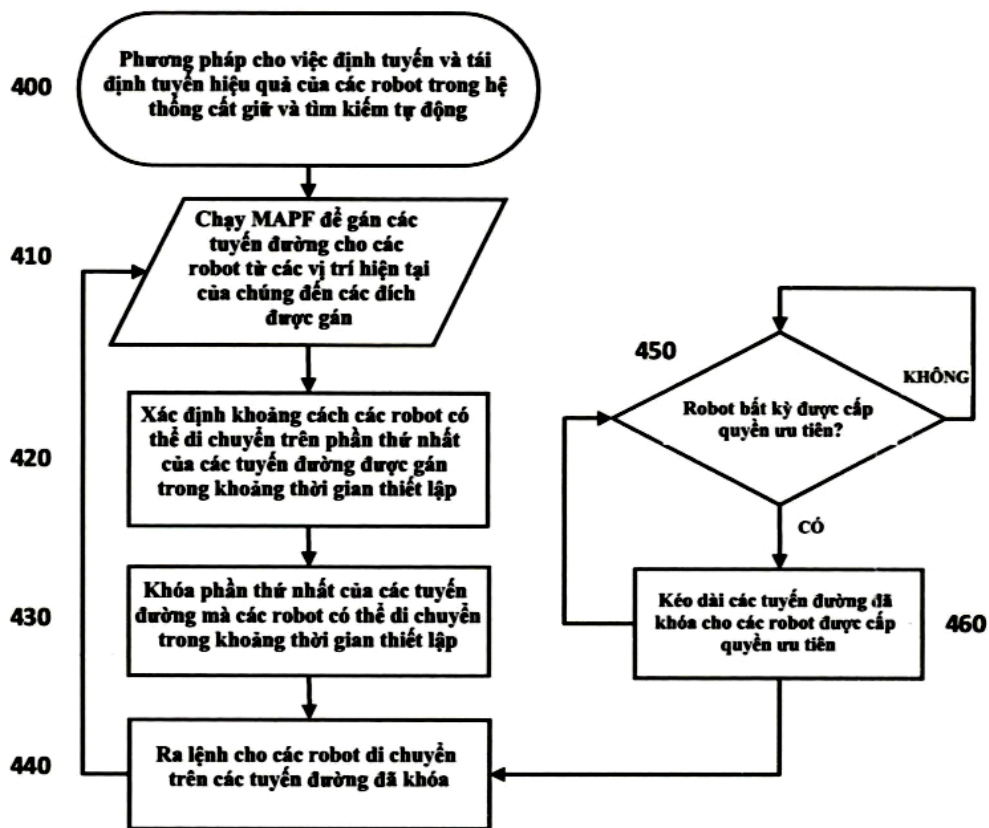 400
Phương pháp cho việc định tuyến và tái
định tuyến hiệu quả của các robot trong hệ
thống cất giữ và tìm kiếm tự động
410
Chạy MAPF để gán các
tuyến đường cho các
robot từ các vị trí hiện tại
của chúng đến các đích
được gán
420
Xác định khoảng cách các robot có
thể di chuyển trên phần thứ nhất
của các tuyến đường được gán
trong khoảng thời gian thiết lập
430
Khóa phần thứ nhất của các tuyến
đường mà các robot có thể di chuyển
trong khoảng thời gian thiết lập
440
Ra lệnh cho các robot di chuyển
trên các tuyến đường đã khóa
450
Robot bất kỳ được cấp
quyền ưu tiên?
KHÔNG
CÓ
Kéo dài các tuyến đường đã
khóa cho các robot được cấp
quyền ưu tiên
460